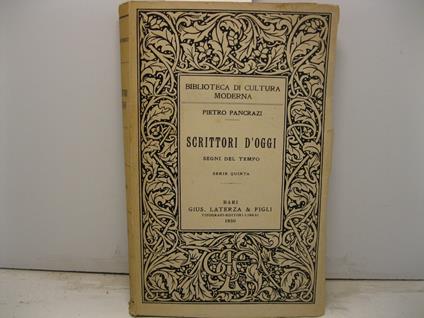 BIBLIOTECA DI CULTURA
MODERNA
PIETRO PANCRAZI
SCRITTORI D'OGGI
SEGNI DEL TEMPO
SERIE QUINTA
BARI
GIUS. LATERZA & FIGLI
TIPOGRAFI-EDITORI-LIBRAI
1950